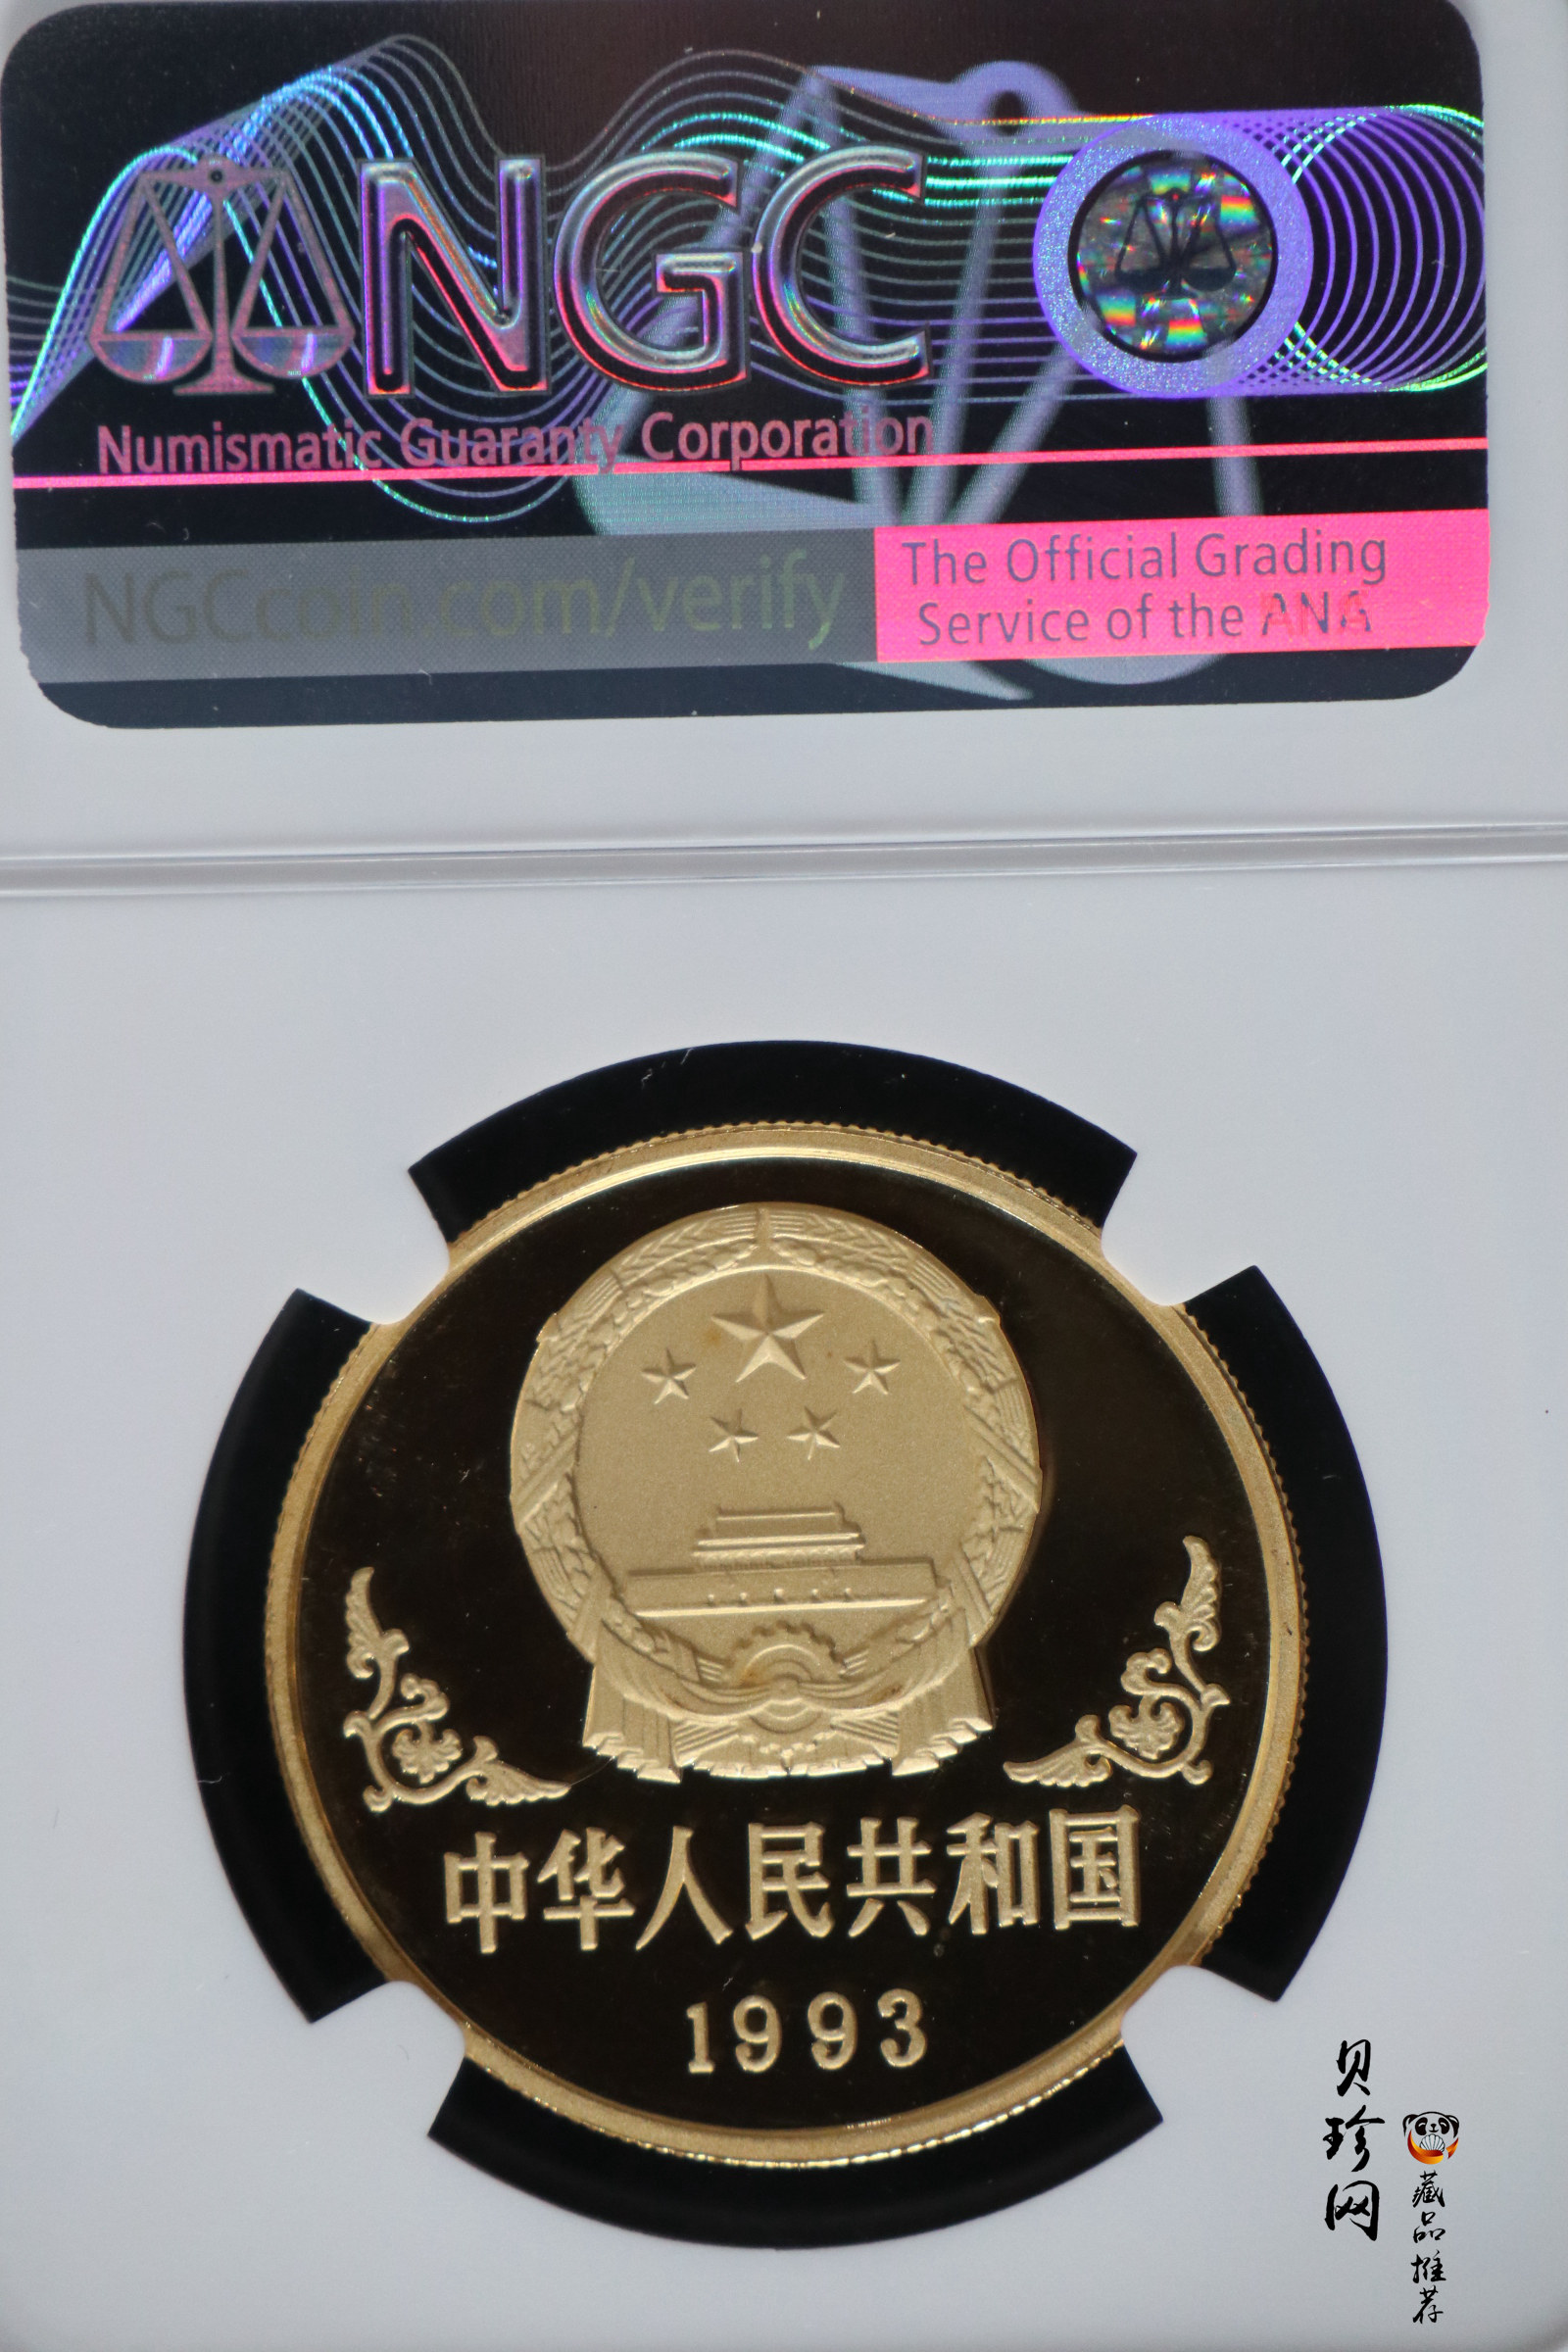 NGC
Numismatic Guaranty Corporation
NGCcoin.com/verify
The Official Grading
Service of the ANA
中华人民共和国
1993
贝珍网
藏品推荐